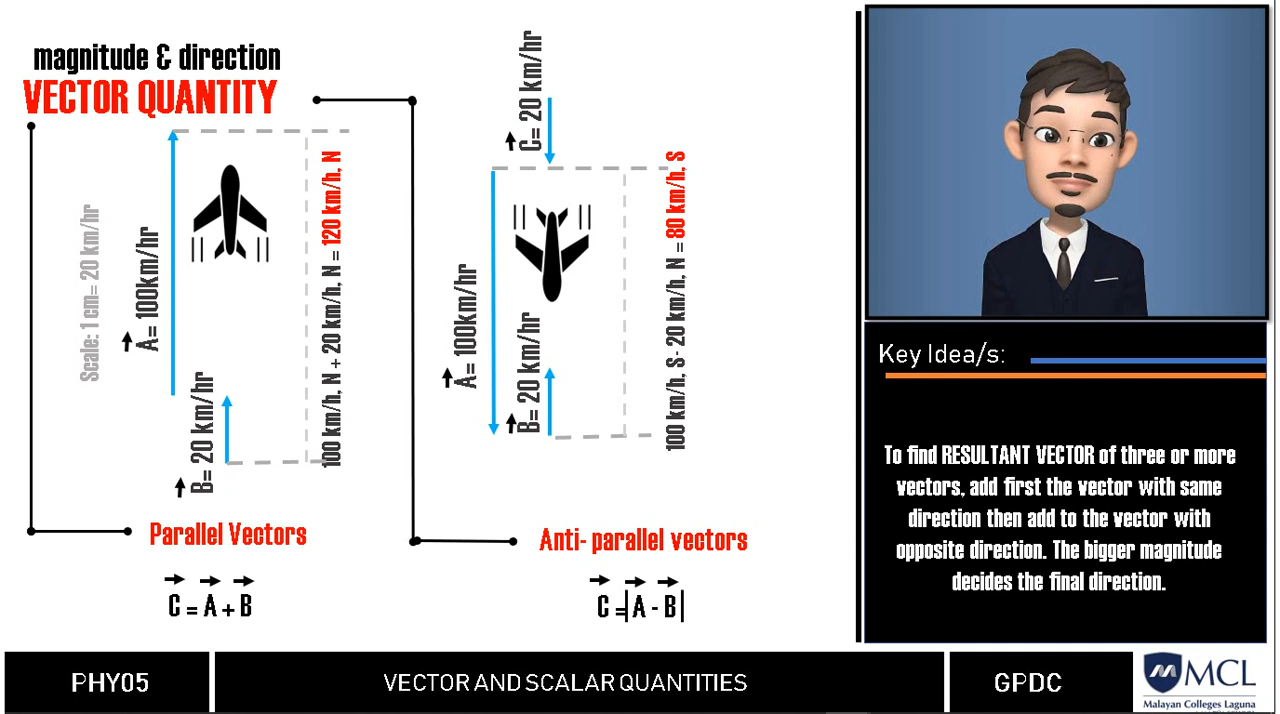 magnitude & direction
VECTOR QUANTITY
Scale: 1 cm= 20 km/hr
A= 100km/hr
B= 20 km/hr
100 km/h, N + 20 km/h, N = 120 km/h, N
Parallel Vectors
C = A + B
C= 20 km/hr
A= 100km/hr
B= 20 km/hr
100 km/h, S- 20 km/h, N = 80 km/h, S
Anti- parallel vectors
C =|A - B|
Key Idea/s:
To find RESULTANT VECTOR of three or more
vectors, add first the vector with same
direction then add to the vector with
opposite direction. The bigger magnitude
decides the final direction.
PHY05
VECTOR AND SCALAR QUANTITIES
GPDC
MCL
Malayan Colleges Laguna